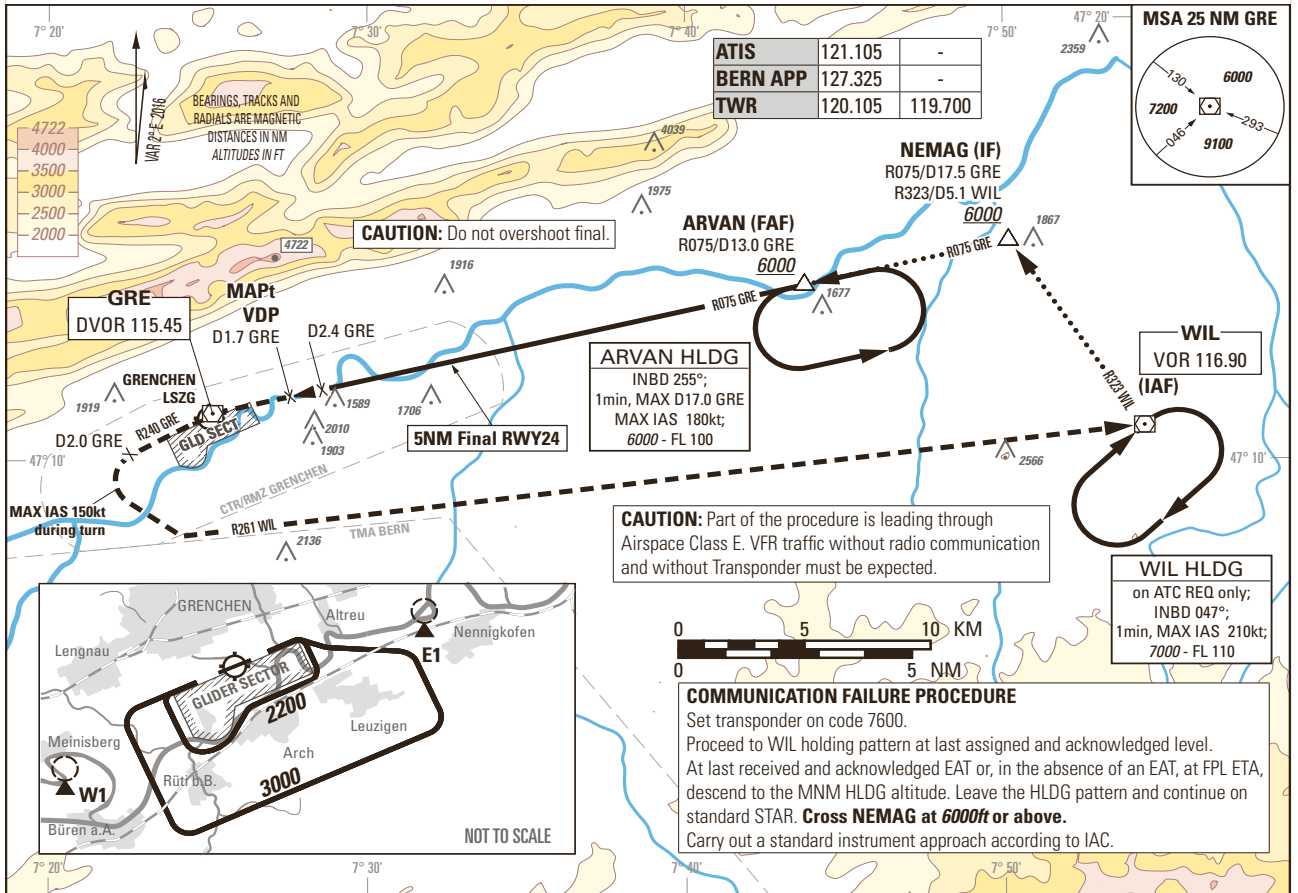 7° 20'
7° 30'
7° 40'
7° 50'
47° 20'
2359
MSA 25 NM GRE
130
6000
7200
293
046
9100
ATIS 121.105 -
BERN APP 127.325 -
TWR 120.105 119.700
VAR 2° E 2016
BEARINGS, TRACKS AND
RADIALS ARE MAGNETIC
DISTANCES IN NM
ALTITUDES IN FT
4722
4000
3500
3000
2500
2000
4039
1975
NEMAG (IF)
R075/D17.5 GRE
R323/D5.1 WIL
6000
1867
R075 GRE
CAUTION: Do not overshoot final.
ARVAN (FAF)
R075/D13.0 GRE
6000
1677
4722
1916
GRE
DVOR 115.45
MAPt
VDP
D1.7 GRE
D2.4 GRE
R075 GRE
WIL
VOR 116.90
(IAF)
R323 WIL
ARVAN HLDG
INBD 255°;
1min, MAX D17.0 GRE
MAX IAS 180kt;
6000 - FL 100
GRENCHEN
LSZG
1919
1589
1706
2010
1903
R240 GRE
D2.0 GRE
GLD SECT
5NM Final RWY24
47° 10'
2566
47° 10'
MAX IAS 150kt
during turn
CTR/RMZ GRENCHEN
R261 WIL
TMA BERN
2136
CAUTION: Part of the procedure is leading through
Airspace Class E. VFR traffic without radio communication
and without Transponder must be expected.
WIL HLDG
on ATC REQ only;
INBD 047°;
1min, MAX IAS 210kt;
7000 - FL 110
0 5 10 KM
0 5 NM
GRENCHEN
Altreu
Lengnau
Nennigkofen
E1
GLIDER SECTOR
2200
Leuzigen
Meinisberg
Arch
Rüti b.B.
3000
W1
Büren a.A.
NOT TO SCALE
COMMUNICATION FAILURE PROCEDURE
Set transponder on code 7600.
Proceed to WIL holding pattern at last assigned and acknowledged level.
At last received and acknowledged EAT or, in the absence of an EAT, at FPL ETA,
descend to the MNM HLDG altitude. Leave the HLDG pattern and continue on
standard STAR. Cross NEMAG at 6000ft or above.
Carry out a standard instrument approach according to IAC.
7° 20'
7° 30'
7° 40'
7° 50'